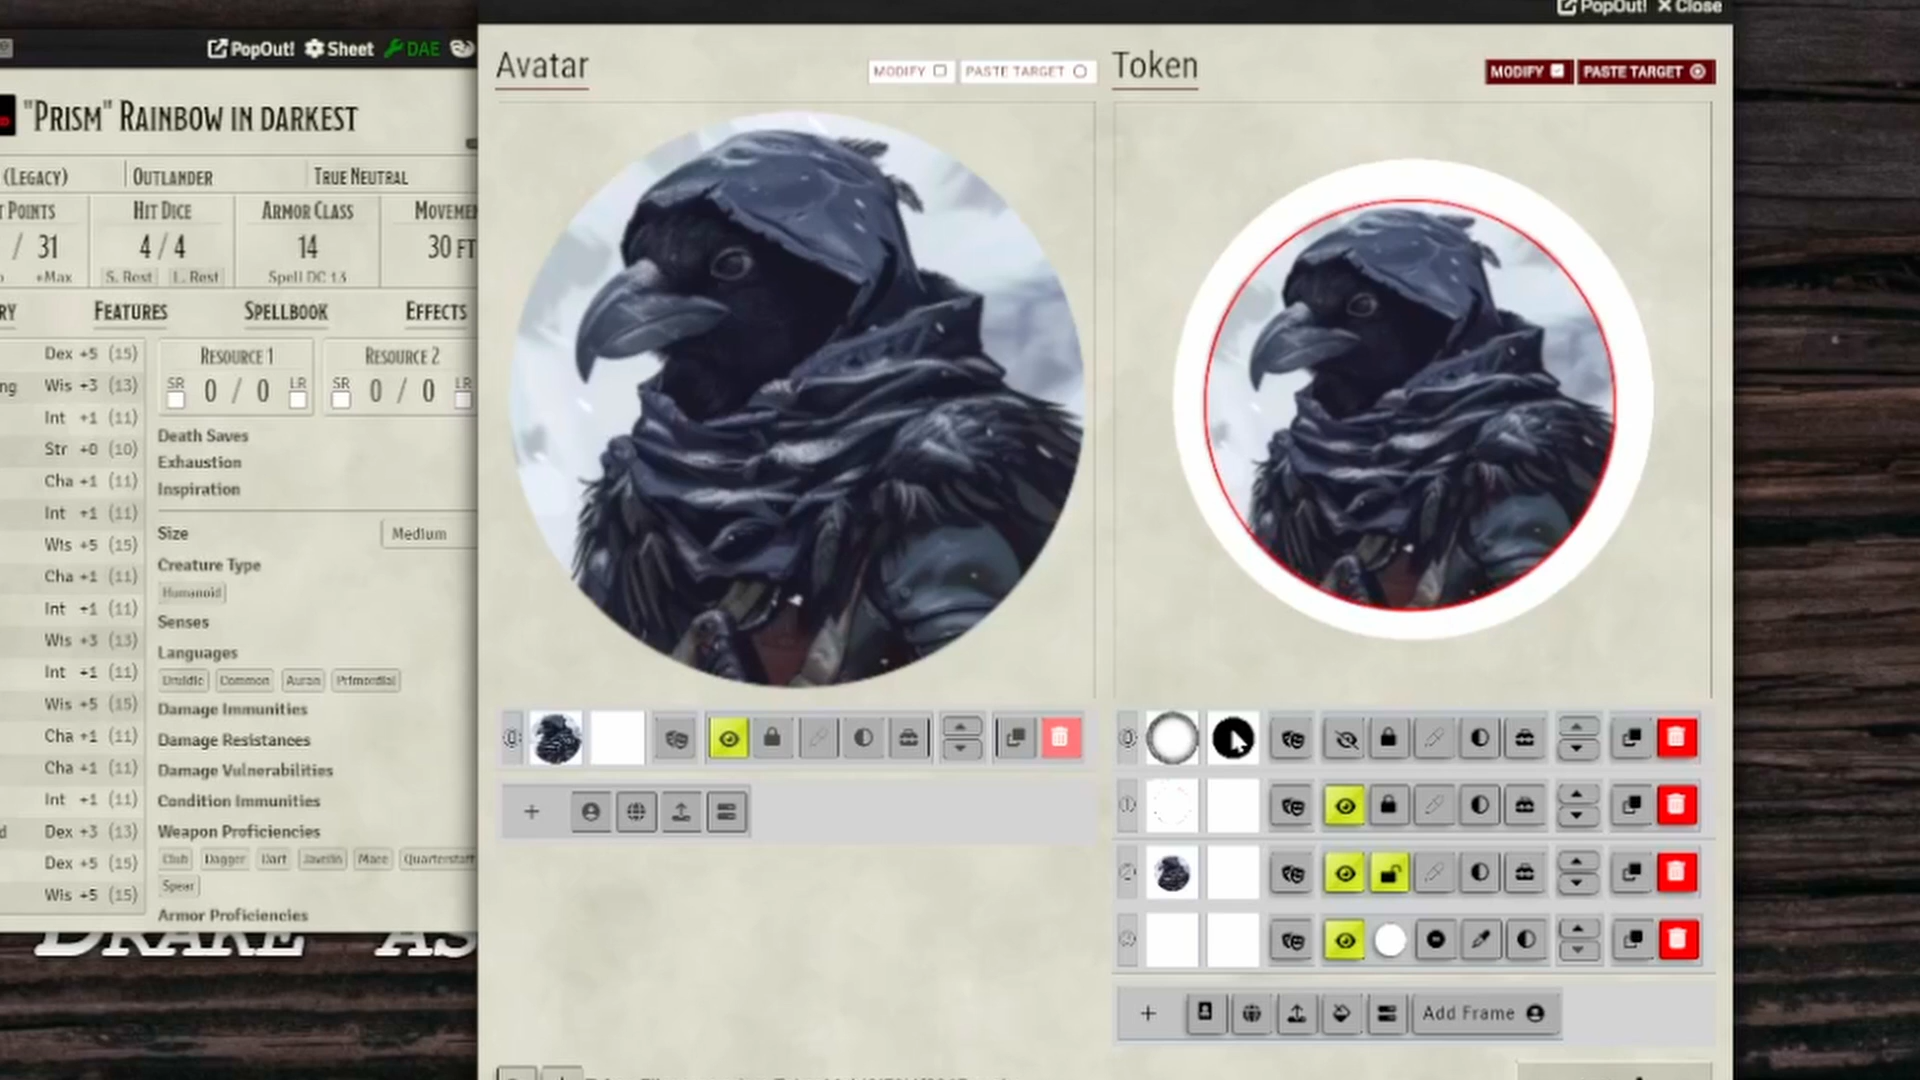 PopOut! Close
PopOut! Sheet DAE
"PRISM" RAINBOW IN DARKEST
(LEGACY) OUTLANDER TRUE NEUTRAL
POINTS HIT DICE ARMOR CLASS
/ 31 4 / 4 14 30 FT
+Max S. Rest L. Rest Spell DC 13
FEATURES SPELLBOOK EFFECTS
Dex +5 (15)
Wis +3 (13)
Int +1 (11)
Str +0 (10)
Cha +1 (11)
Int +1 (11)
Wis +5 (15)
Cha +1 (11)
Int +1 (11)
Wis +3 (13)
Int +1 (11)
Wis +5 (15)
Cha +1 (11)
Cha +1 (11)
Int +1 (11)
Dex +3 (13)
Dex +5 (15)
Wis +5 (15)
RESOURCE 1 RESOURCE 2
SR 0 / 0 LR SR 0 / 0 LR
Death Saves
Exhaustion
Inspiration
Size Medium
Creature Type
Humanoid
Senses
Languages
Druidic Common Auran Primordial
Damage Immunities
Damage Resistances
Damage Vulnerabilities
Condition Immunities
Weapon Proficiencies
Club Dagger Dart Javelin Mace Quarterstaff
Spear
Armor Proficiencies
DRAKE
Avatar MODIFY PASTE TARGET
Token MODIFY PASTE TARGET
Add Frame